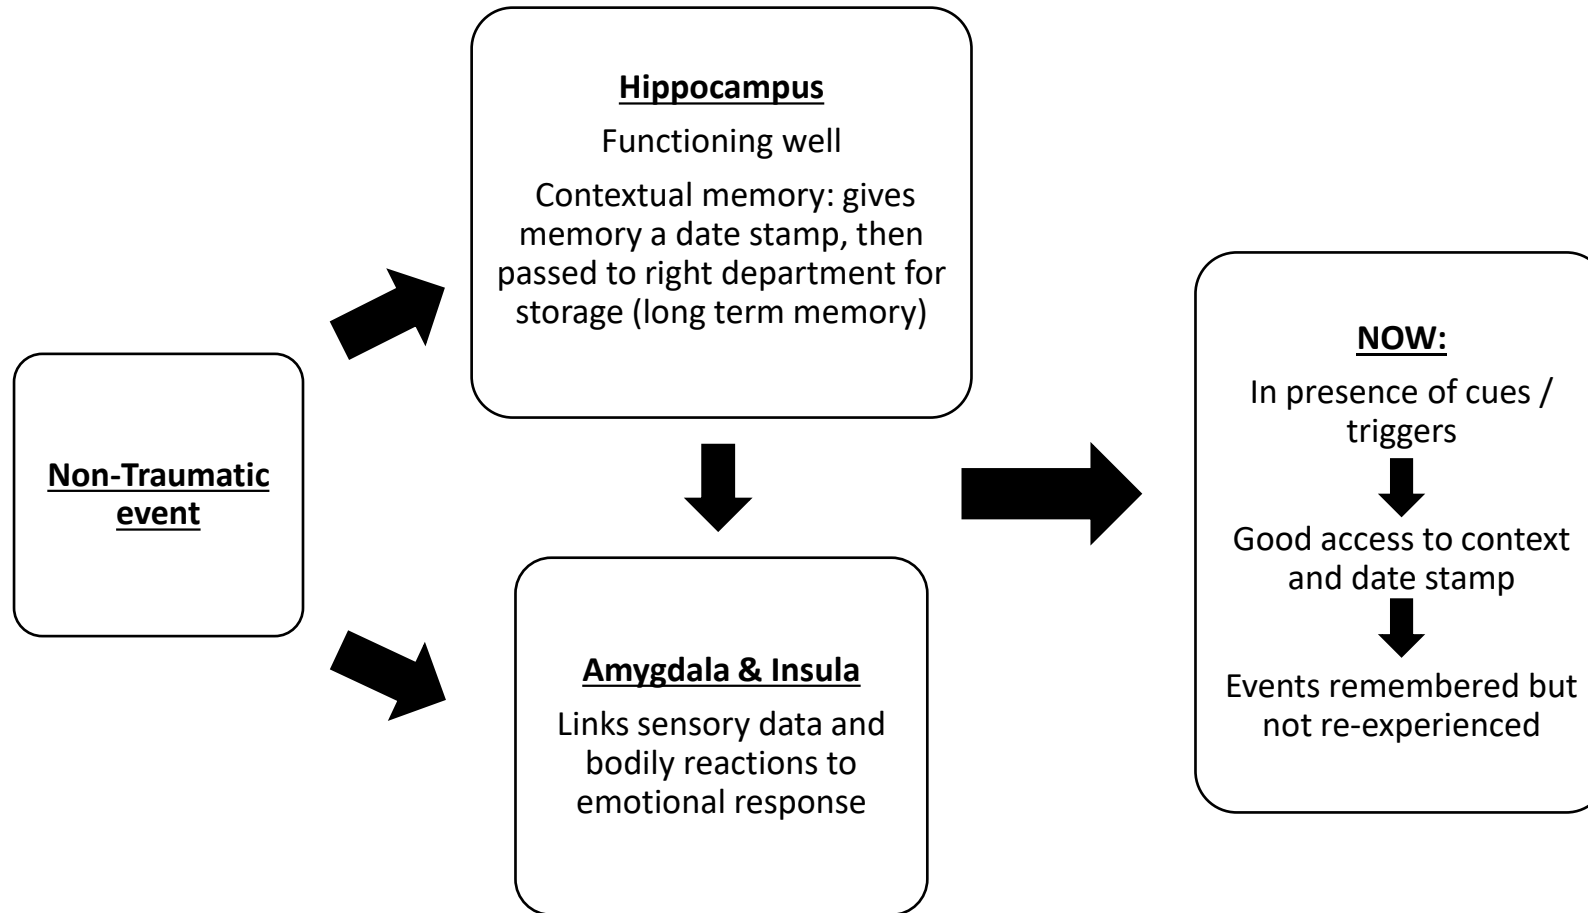 Non-Traumatic
event
Hippocampus
Functioning well
Contextual memory: gives
memory a date stamp, then
passed to right department for
storage (long term memory)
Amygdala & Insula
Links sensory data and
bodily reactions to
emotional response
NOW:
In presence of cues /
triggers
Good access to context
and date stamp
Events remembered but
not re-experienced